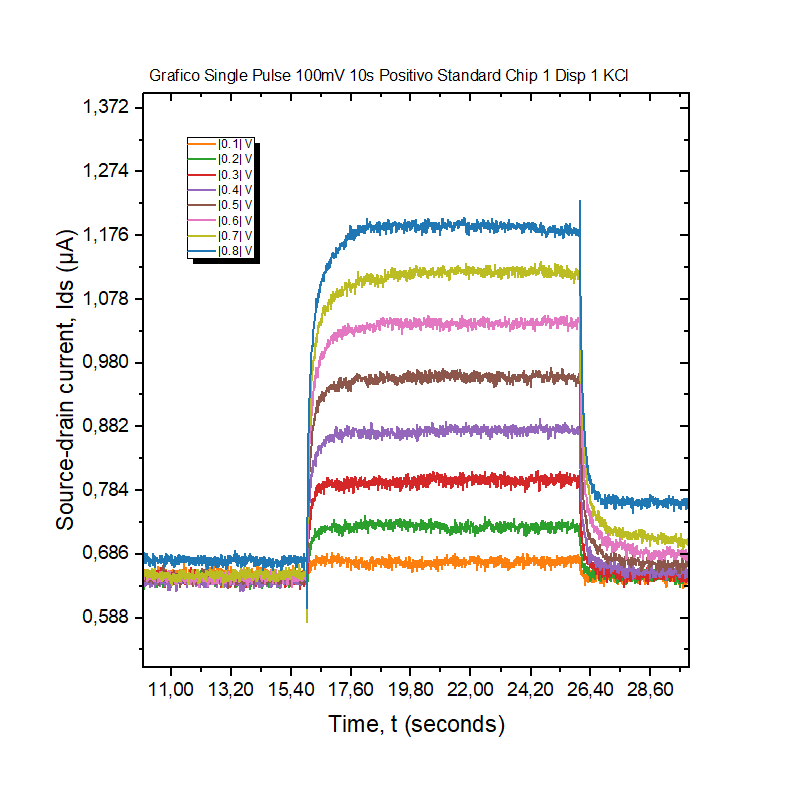 Grafico Single Pulse 100mV 10s Positivo Standard Chip 1 Disp 1 KCl
1,372
1,274
1,176
1,078
0,980
0,882
0,784
0,686
0,588
Source-drain current, Ids (µA)
|0.1| V
|0.2| V
|0.3| V
|0.4| V
|0.5| V
|0.6| V
|0.7| V
|0.8| V
11,00 13,20 15,40 17,60 19,80 22,00 24,20 26,40 28,60
Time, t (seconds)